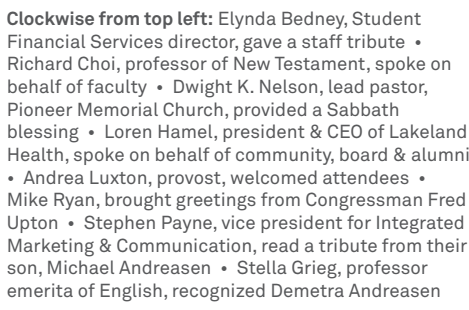 Clockwise from top left: Elynda Bedney, Student
Financial Services director, gave a staff tribute •
Richard Choi, professor of New Testament, spoke on
behalf of faculty • Dwight K. Nelson, lead pastor,
Pioneer Memorial Church, provided a Sabbath
blessing • Loren Hamel, president & CEO of Lakeland
Health, spoke on behalf of community, board & alumni
• Andrea Luxton, provost, welcomed attendees •
Mike Ryan, brought greetings from Congressman Fred
Upton • Stephen Payne, vice president for Integrated
Marketing & Communication, read a tribute from their
son, Michael Andreasen • Stella Grieg, professor
emerita of English, recognized Demetra Andreasen